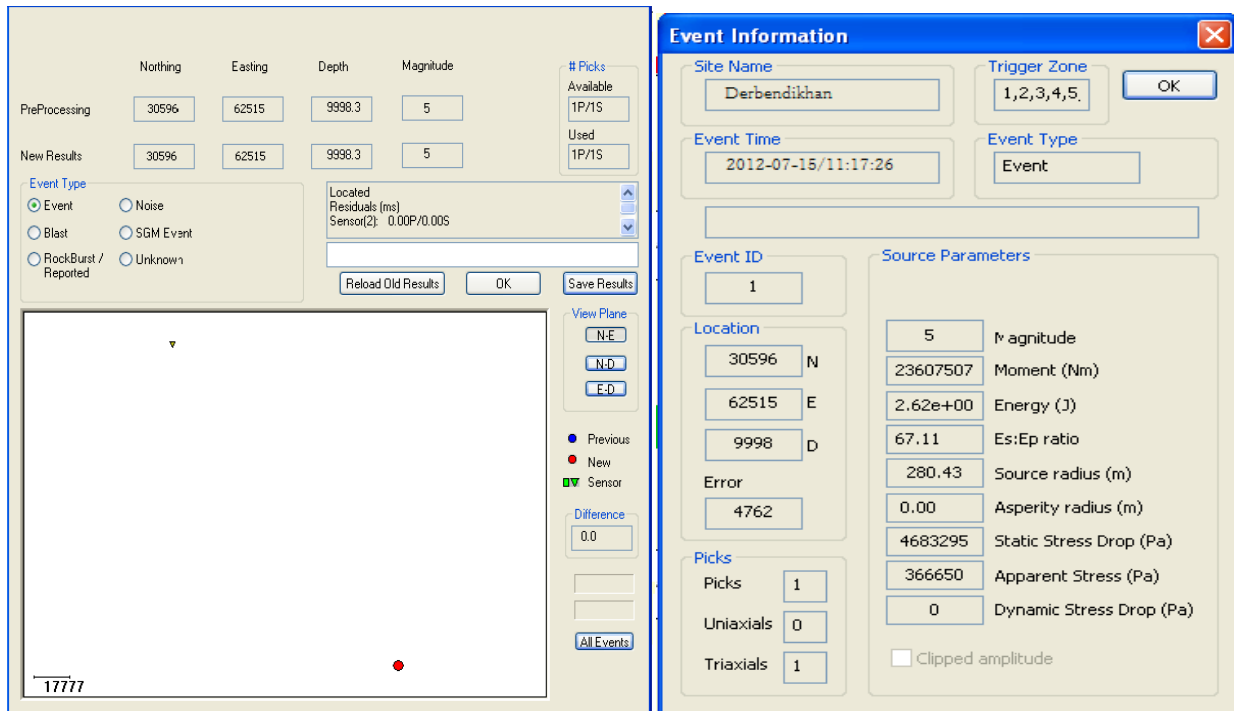 Northing Easting Depth Magnitude # Picks
Available
PreProcessing 30596 62515 9998.3 5 1P/1S
Used
New Results 30596 62515 9998.3 5 1P/1S
Event Type
Event Noise
Blast SGM Event
RockBurst / Unknown
Reported
Located
Residuals (ms)
Sensor(2): 0.00P/0.00S
Reload Old Results OK Save Results
View Plane
N-E
N-D
E-D
Previous
New
Sensor
Difference
0.0
All Events
17777
Event Information
Site Name Trigger Zone
Derbendikhan 1,2,3,4,5, OK
Event Time Event Type
2012-07-15/11:17:26 Event
Event ID Source Parameters
1
Location
30596 N
62515 E
9998 D
Error
4762
Picks
Picks 1
Uniaxials 0
Triaxials 1
5 Magnitude
23607507 Moment (Nm)
2.62e+00 Energy (J)
67.11 Es:Ep ratio
280.43 Source radius (m)
0.00 Asperity radius (m)
4683295 Static Stress Drop (Pa)
366650 Apparent Stress (Pa)
0 Dynamic Stress Drop (Pa)
Clipped amplitude